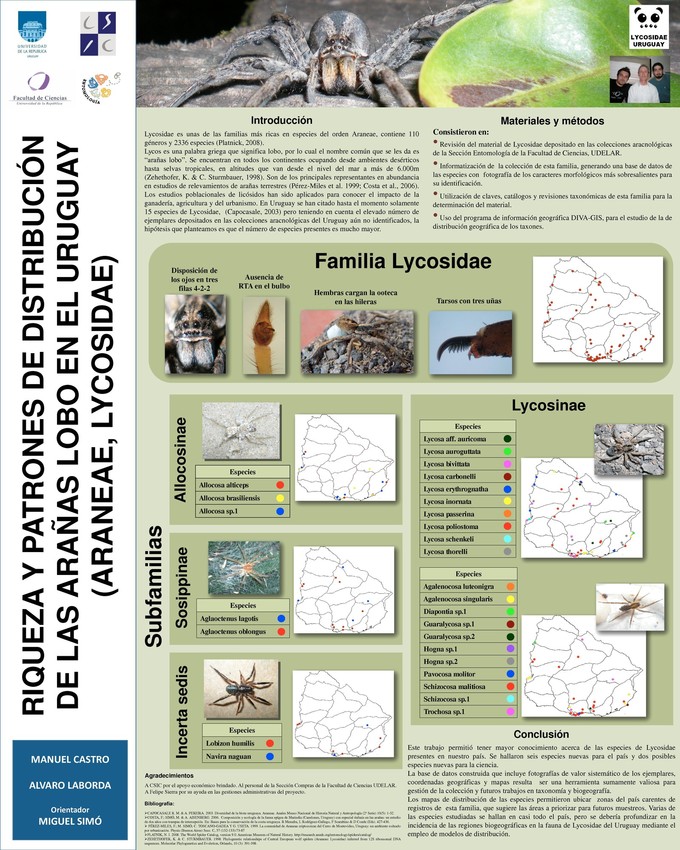 UNIVERSIDAD
DE LA REPÚBLICA
URUGUAY
C S
I C
Facultad de Ciencias
Universidad de la República
LYCOSIDAE
URUGUAY
RIQUEZA Y PATRONES DE DISTRIBUCIÓN
DE LAS ARAÑAS LOBO EN EL URUGUAY
(ARANEAE, LYCOSIDAE)
MANUEL CASTRO
ALVARO LABORDA
Orientador
MIGUEL SIMÓ
Introducción
Lycosidae es unas de las familias más ricas en especies del orden Araneae, contiene 110
géneros y 2336 especies (Platnick, 2008).
Lycos es una palabra griega que significa lobo, por lo cual el nombre común que se les da es
"arañas lobo". Se encuentran en todos los continentes ocupando desde ambientes desérticos
hasta selvas tropicales, en altitudes que van desde el nivel del mar a más de 6.000m
(Zehethofer, K. & C. Sturmbauer, 1998). Son de los principales representantes en abundancia
en estudios de relevamientos de arañas terrestres (Pérez-Miles et al. 1999; Costa et al., 2006).
Los estudios poblacionales de licósidos han sido aplicados para conocer el impacto de la
ganadería, agricultura y del urbanismo. En Uruguay se han citado hasta el momento solamente
15 especies de Lycosidae, (Capocasale, 2003) pero teniendo en cuenta el elevado número de
ejemplares depositados en las colecciones aracnológicas del Uruguay aún no identificados, la
hipótesis que planteamos es que el número de especies presentes es mucho mayor.
Materiales y métodos
Consistieron en:
* Revisión del material de Lycosidae depositado en las colecciones aracnológicas
de la Sección Entomología de la Facultad de Ciencias, UDELAR.
* Informatización de la colección de esta familia, generando una base de datos de
las especies con fotografía de los caracteres morfológicos más sobresalientes para
su identificación.
* Utilización de claves, catálogos y revisiones taxonómicas de esta familia para la
determinación del material.
* Uso del programa de información geográfica DIVA-GIS, para el estudio de la de
distribución geográfica de los taxones.
Familia Lycosidae
Disposición de
los ojos en tres
filas 4-2-2
Ausencia de
RTA en el bulbo
Hembras cargan la ooteca
en las hileras
Tarsos con tres uñas
Subfamilias
Allocosinae
Especies
Allocosa alticeps
Allocosa brasiliensis
Allocosa sp.1
Sosippinae
Especies
Aglaoctenus lagotis
Aglaoctenus oblongus
Incerta sedis
Especies
Lobizon humilis
Navira naguan
Lycosinae
Especies
Lycosa aff. auricoma
Lycosa auroguttata
Lycosa bivittata
Lycosa carbonelli
Lycosa erythrognatha
Lycosa inornata
Lycosa passerina
Lycosa poliostoma
Lycosa schenkeli
Lycosa thorelli
Especies
Agalenocosa luteonigra
Agalenocosa singularis
Diapontia sp.1
Guaralycosa sp.1
Guaralycosa sp.2
Hogna sp.1
Hogna sp.2
Pavocosa molitor
Schizocosa malitiosa
Schizocosa sp.1
Trochosa sp.1
Agradecimientos
A CSIC por el apoyo económico brindado. Al personal de la Sección Compras de la Facultad de Ciencias UDELAR.
A Felipe Sierra por su ayuda en las gestiones administrativas del proyecto.
Bibliografía:
Conclusión
Este trabajo permitió tener mayor conocimiento acerca de las especies de Lycosidae
presentes en nuestro país. Se hallaron seis especies nuevas para el país y dos posibles
especies nuevas para la ciencia.
La base de datos construida que incluye fotografías de valor sistemático de los ejemplares,
coordenadas geográficas y mapas resulta ser una herramienta sumamente valiosa para
gestión de la colección y futuros trabajos en taxonomía y biogeografía.
Los mapas de distribución de las especies permitieron ubicar zonas del país carentes de
registros de esta familia, que sugiere las áreas a priorizar para futuros muestreos. Varias de
las especies estudiadas se hallan en casi todo el país, pero se debería profundizar en la
incidencia de las regiones biogeográficas en la fauna de Lycosidae del Uruguay mediante el
empleo de modelos de distribución.